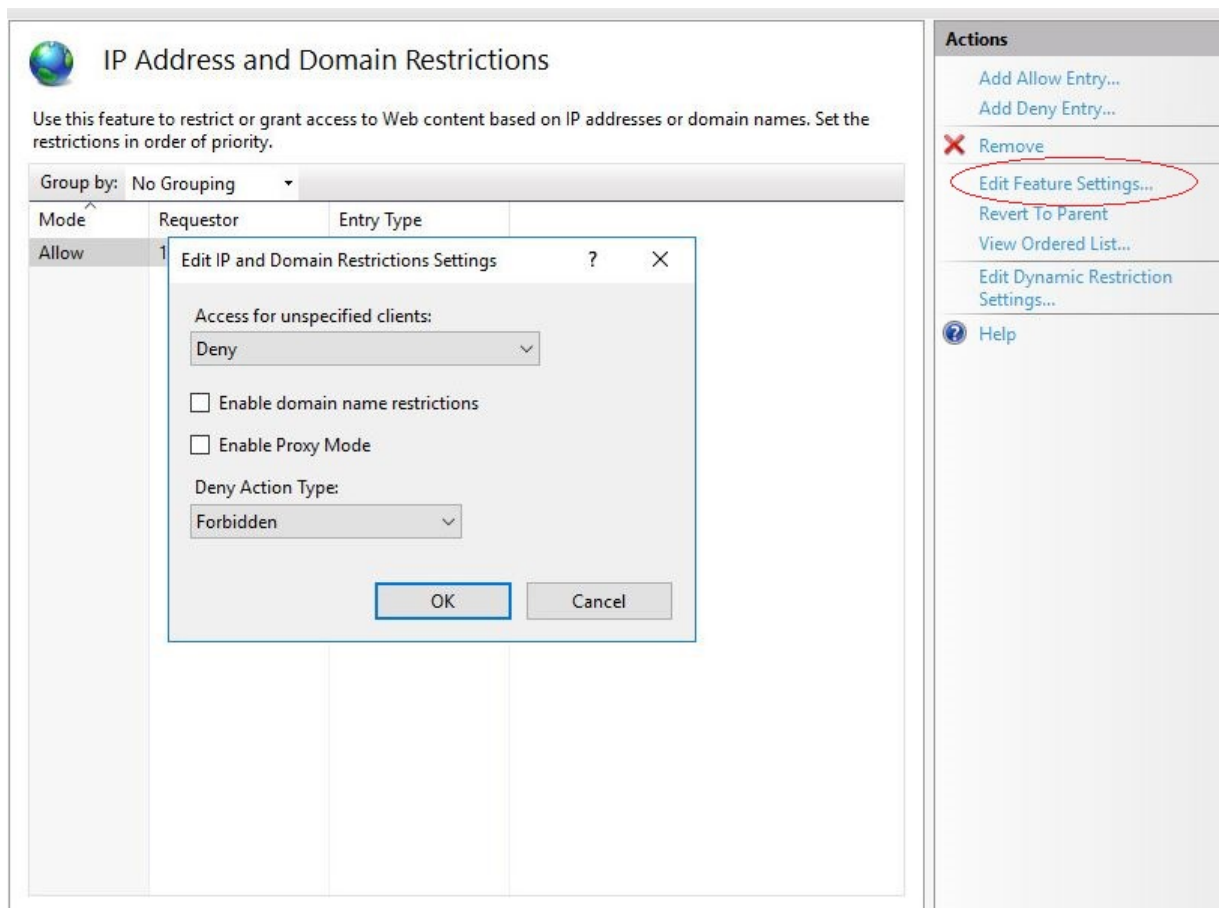 IP Address and Domain Restrictions
Use this feature to restrict or grant access to Web content based on IP addresses or domain names. Set the
restrictions in order of priority.
Group by: No Grouping
Mode Requestor Entry Type
Allow 1
Edit IP and Domain Restrictions Settings ?
Access for unspecified clients:
Deny
Enable domain name restrictions
Enable Proxy Mode
Deny Action Type:
Forbidden
OK Cancel
Actions
Add Allow Entry...
Add Deny Entry...
Remove
Edit Feature Settings...
Revert To Parent
View Ordered List...
Edit Dynamic Restriction
Settings...
? Help